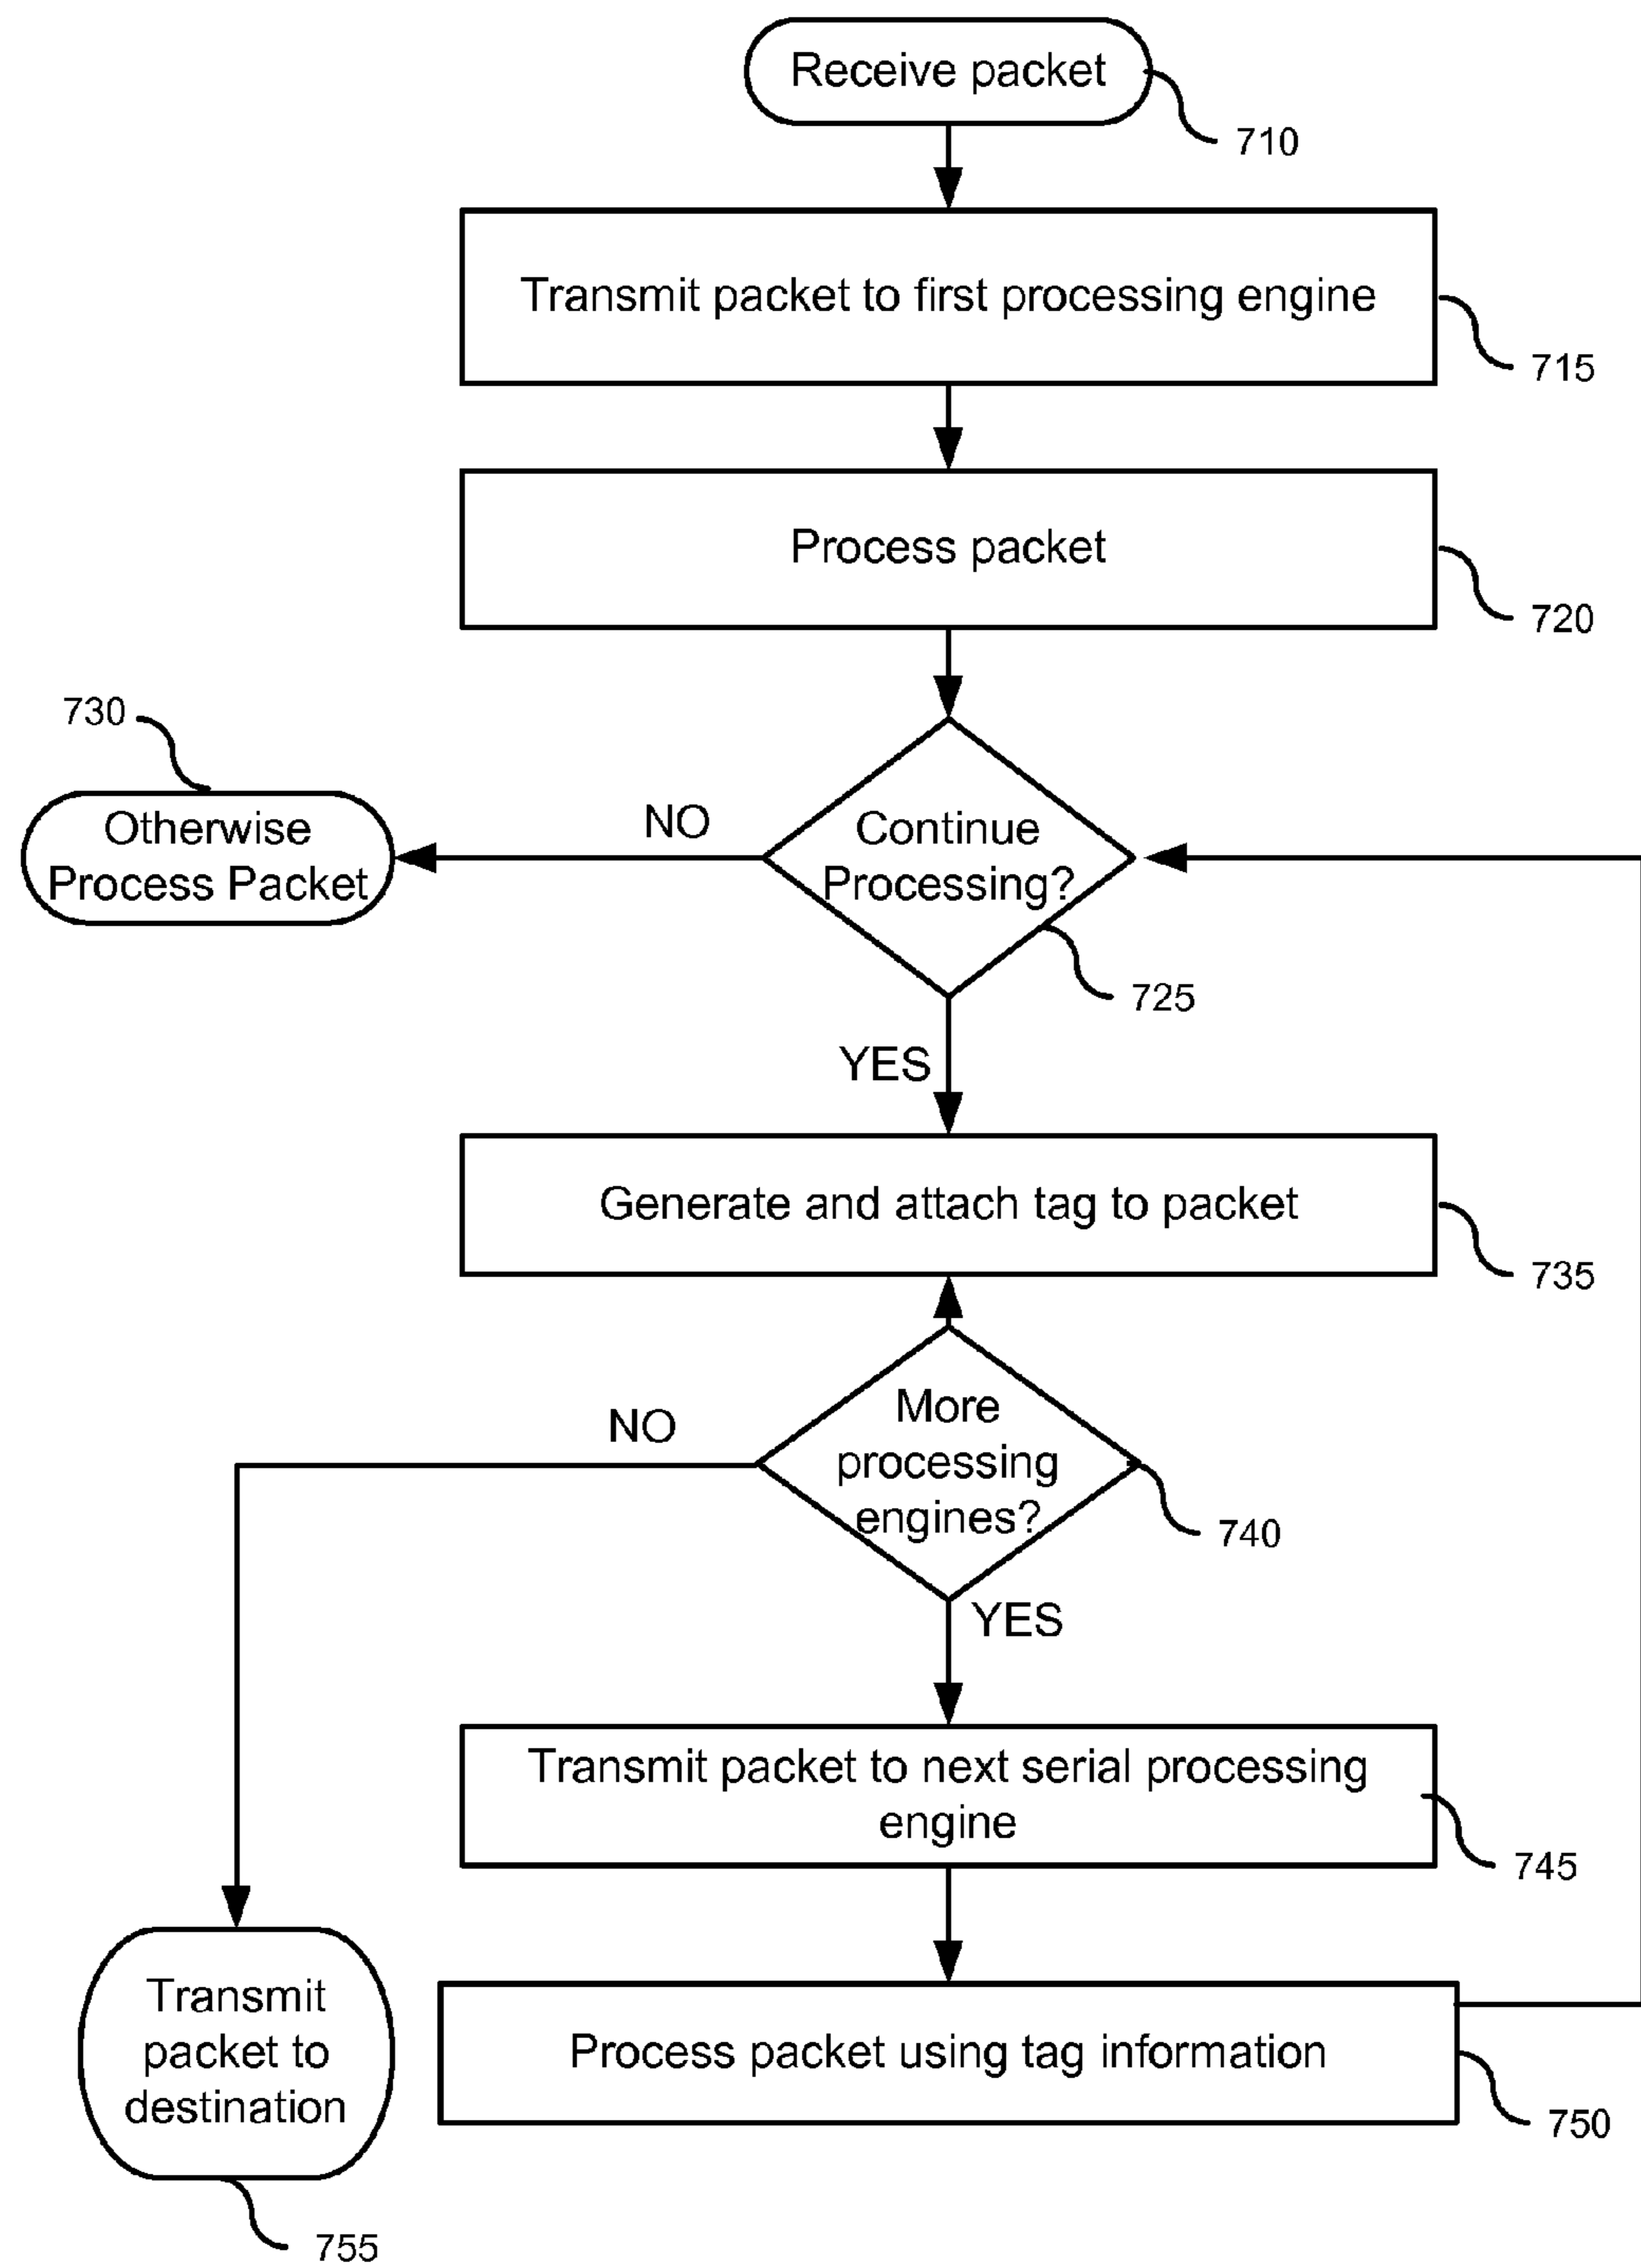 Receive packet
710
Transmit packet to first processing engine
715
Process packet
720
730
Otherwise
Process Packet
NO
Continue
Processing?
725
YES
Generate and attach tag to packet
735
NO
More
processing
engines?
740
YES
Transmit packet to next serial processing
engine
745
Transmit
packet to
destination
755
Process packet using tag information
750